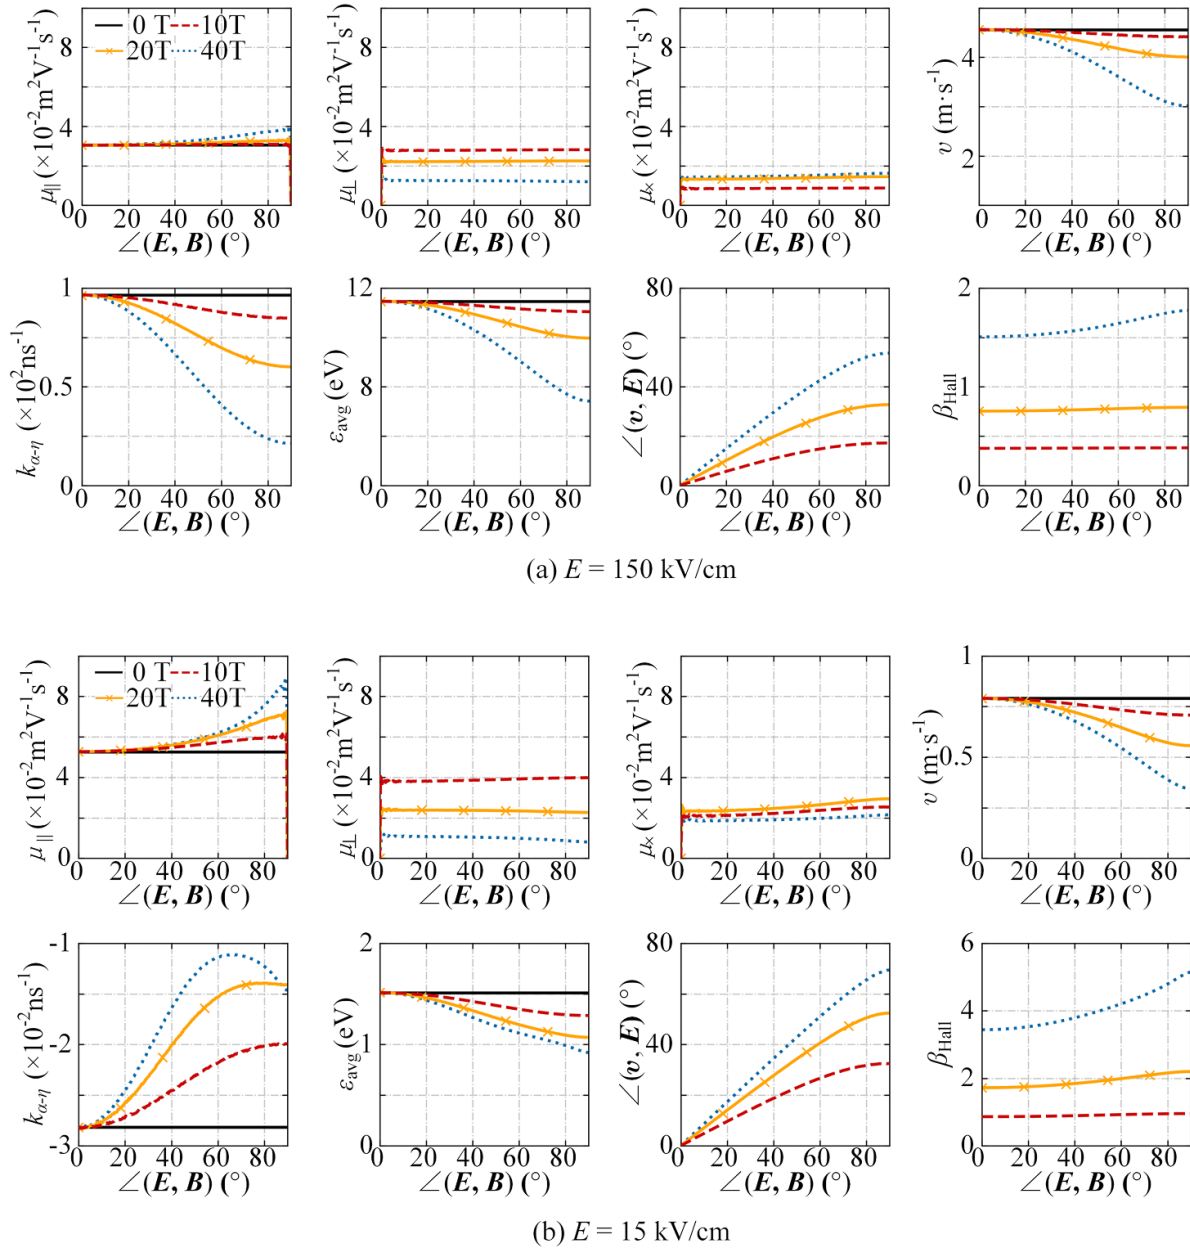 0 T 10T
20T 40T
μ∥ (×10⁻²m²V⁻¹s⁻¹)
8
4
0
0 20 40 60 80
∠(E, B) (°)
μ⊥ (×10⁻²m²V⁻¹s⁻¹)
8
4
0
0 20 40 60 80
∠(E, B) (°)
μ× (×10⁻²m²V⁻¹s⁻¹)
8
4
0
0 20 40 60 80
∠(E, B) (°)
v (m·s⁻¹)
4
2
0 20 40 60 80
∠(E, B) (°)
kα-η (×10²ns⁻¹)
1
0.5
0
0 20 40 60 80
∠(E, B) (°)
εavg (eV)
12
8
4
0
0 20 40 60 80
∠(E, B) (°)
∠(v, E) (°)
80
40
0
0 20 40 60 80
∠(E, B) (°)
βHall
2
1
0
0 20 40 60 80
∠(E, B) (°)
(a) E = 150 kV/cm
0 T 10T
20T 40T
μ∥ (×10⁻²m²V⁻¹s⁻¹)
8
4
0
0 20 40 60 80
∠(E, B) (°)
μ⊥ (×10⁻²m²V⁻¹s⁻¹)
8
4
0
0 20 40 60 80
∠(E, B) (°)
μ× (×10⁻²m²V⁻¹s⁻¹)
8
4
0
0 20 40 60 80
∠(E, B) (°)
v (m·s⁻¹)
1
0.5
0
0 20 40 60 80
∠(E, B) (°)
kα-η (×10⁻²ns⁻¹)
-1
-2
-3
0 20 40 60 80
∠(E, B) (°)
εavg (eV)
2
1
0
0 20 40 60 80
∠(E, B) (°)
∠(v, E) (°)
80
40
0
0 20 40 60 80
∠(E, B) (°)
βHall
6
4
2
0
0 20 40 60 80
∠(E, B) (°)
(b) E = 15 kV/cm